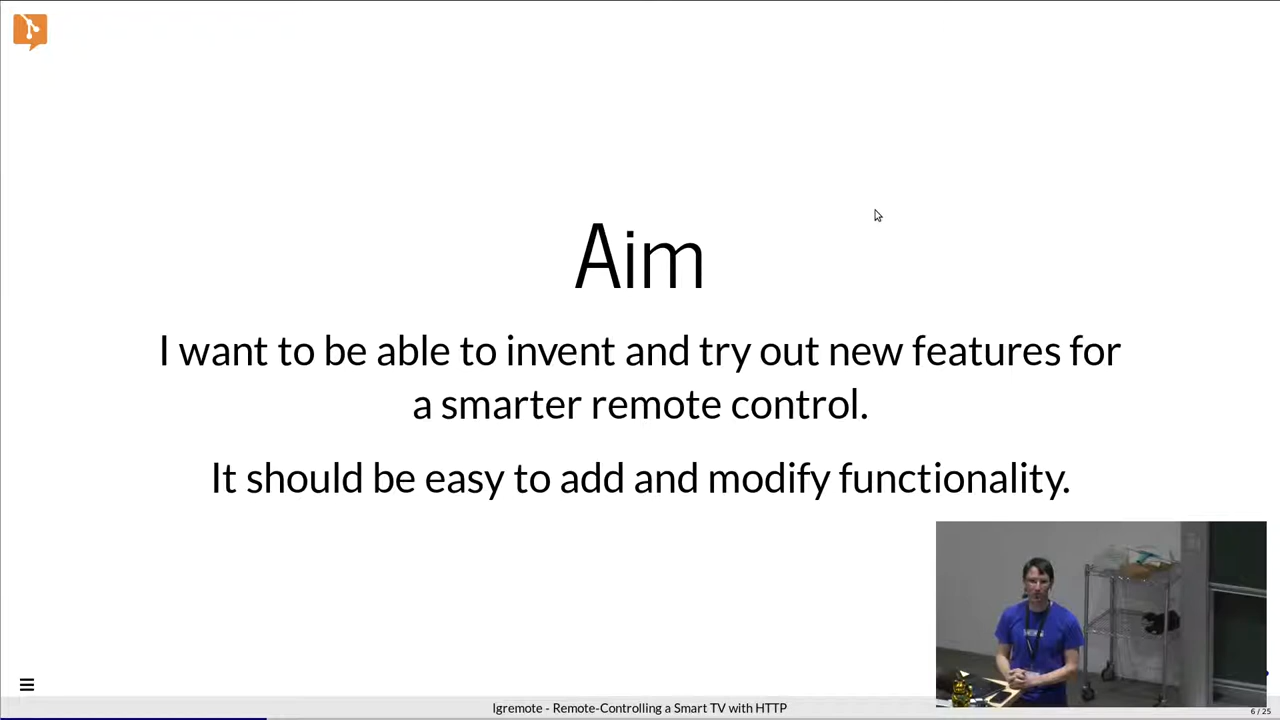 Aim
I want to be able to invent and try out new features for
a smarter remote control.
It should be easy to add and modify functionality.
Igremote - Remote-Controlling a Smart TV with HTTP
6 / 25